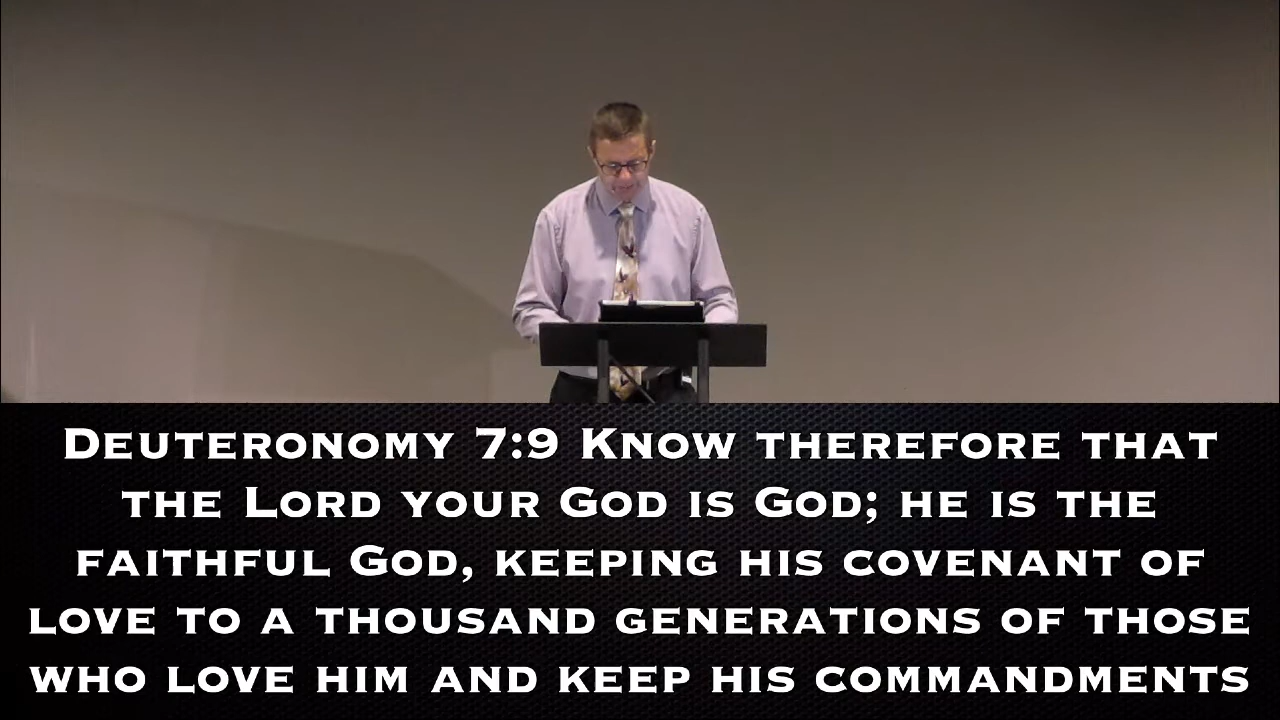 Deuteronomy 7:9 Know therefore that
the Lord your God is God; he is the
faithful God, keeping his covenant of
love to a thousand generations of those
who love him and keep his commandments